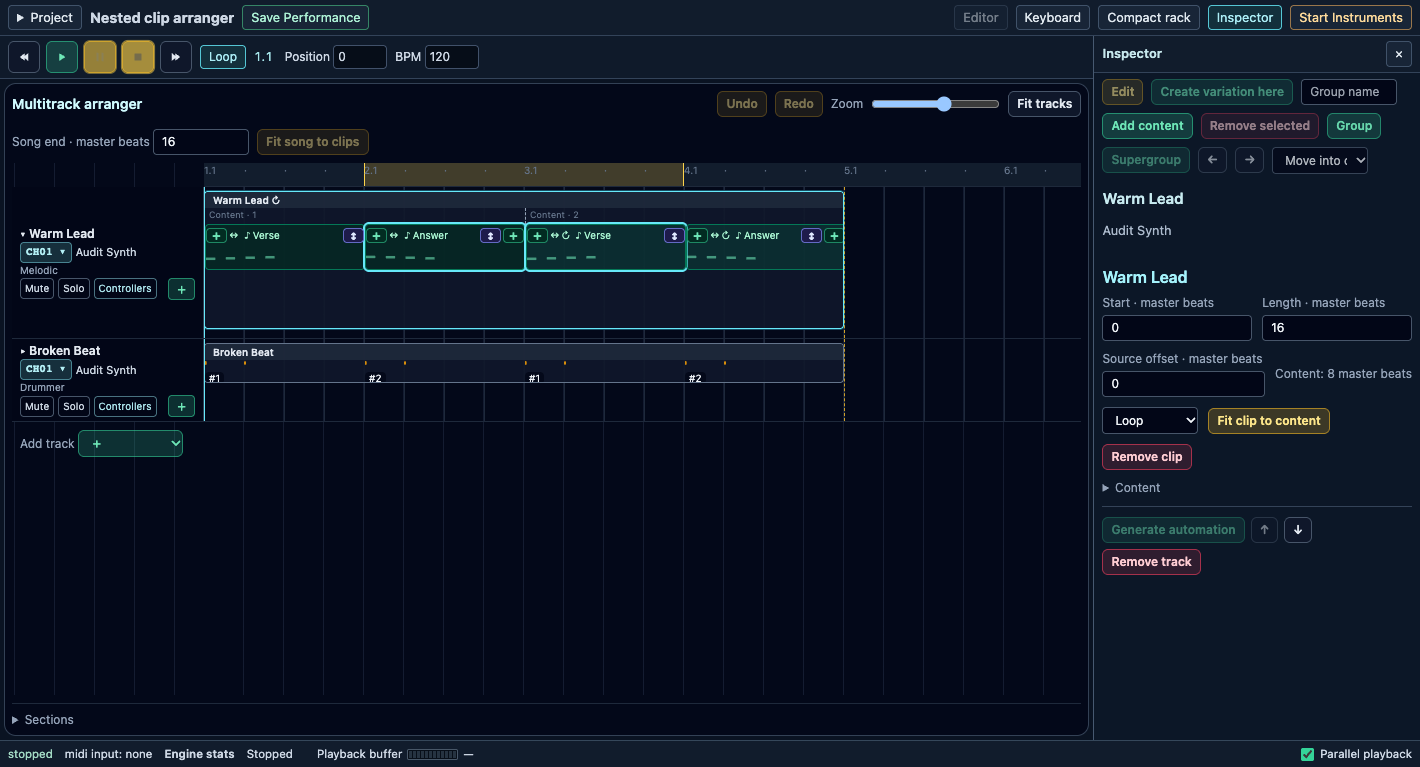 Project Nested clip arranger Save Performance Editor Keyboard Compact rack Inspector Start Instruments
Loop 1.1 Position 0 BPM 120
Multitrack arranger Undo Redo Zoom Fit tracks
Song end · master beats 16 Fit song to clips
1.1 2.1 3.1 4.1 5.1 6.1
Warm Lead
Content · 1 Content · 2
Warm Lead
+ Verse + Answer + + Verse + Answer +
CH01 Audit Synth
Melodic
Mute Solo Controllers +
Broken Beat
Broken Beat
CH01 Audit Synth
#1 #2 #1 #2
Drummer
Mute Solo Controllers +
Add track +
Sections
Inspector ×
Edit Create variation here Group name
Add content Remove selected Group
Supergroup ← → Move into c
Warm Lead
Audit Synth
Warm Lead
Start · master beats Length · master beats
0 16
Source offset · master beats
0 Content: 8 master beats
Loop Fit clip to content
Remove clip
Content
Generate automation ↑ ↓
Remove track
stopped midi input: none Engine stats Stopped Playback buffer — Parallel playback